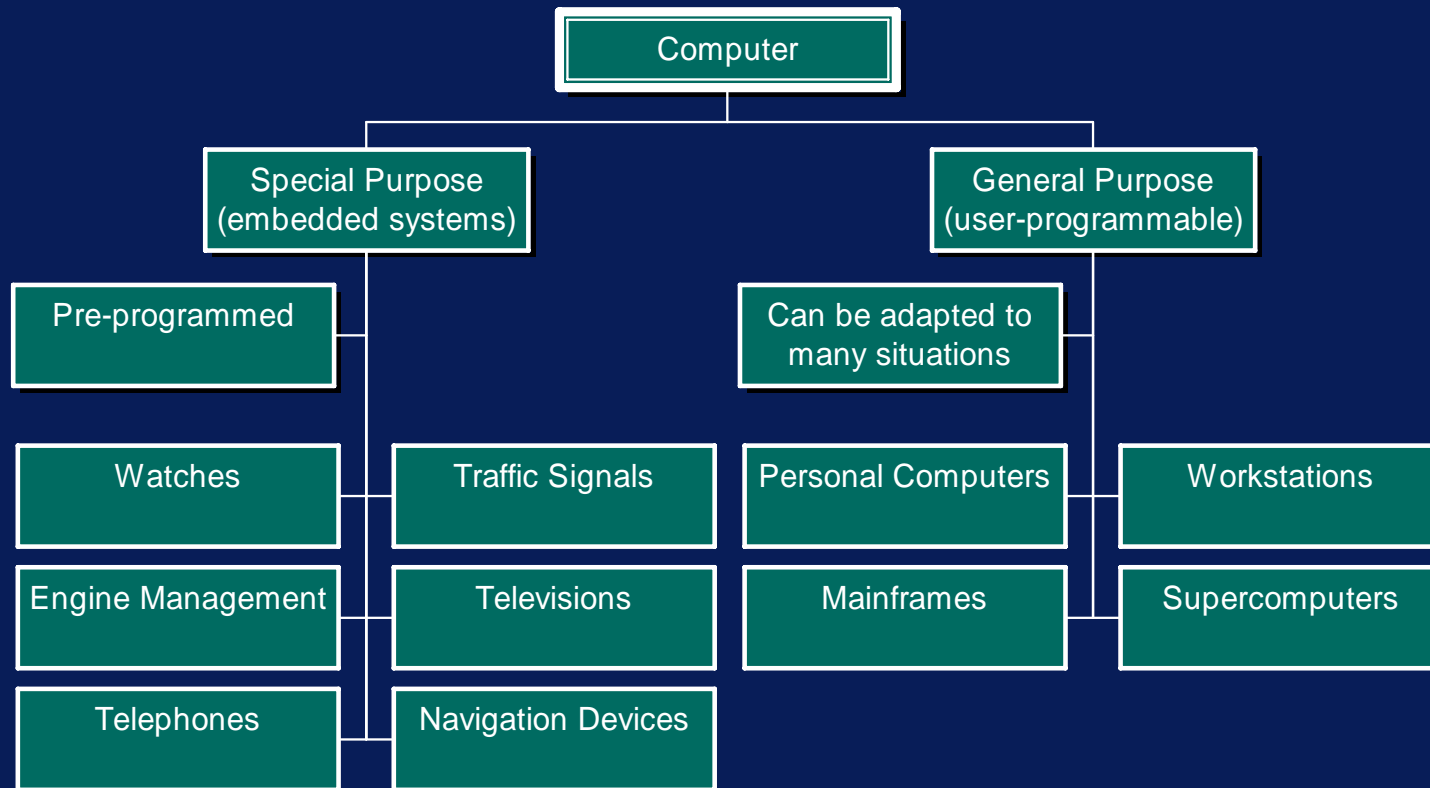 Computer
Special Purpose
(embedded systems)
General Purpose
(user-programmable)
Pre-programmed
Can be adapted to
many situations
Watches
Traffic Signals
Personal Computers
Workstations
Engine Management
Televisions
Mainframes
Supercomputers
Telephones
Navigation Devices